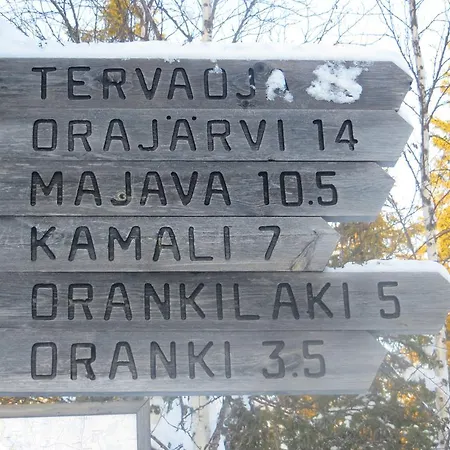 TERVAOJA
ORAJÄRVI 14
MAJAVA 10.5
KAMALI 7
ORANKILAKI 5
ORANKI 3.5